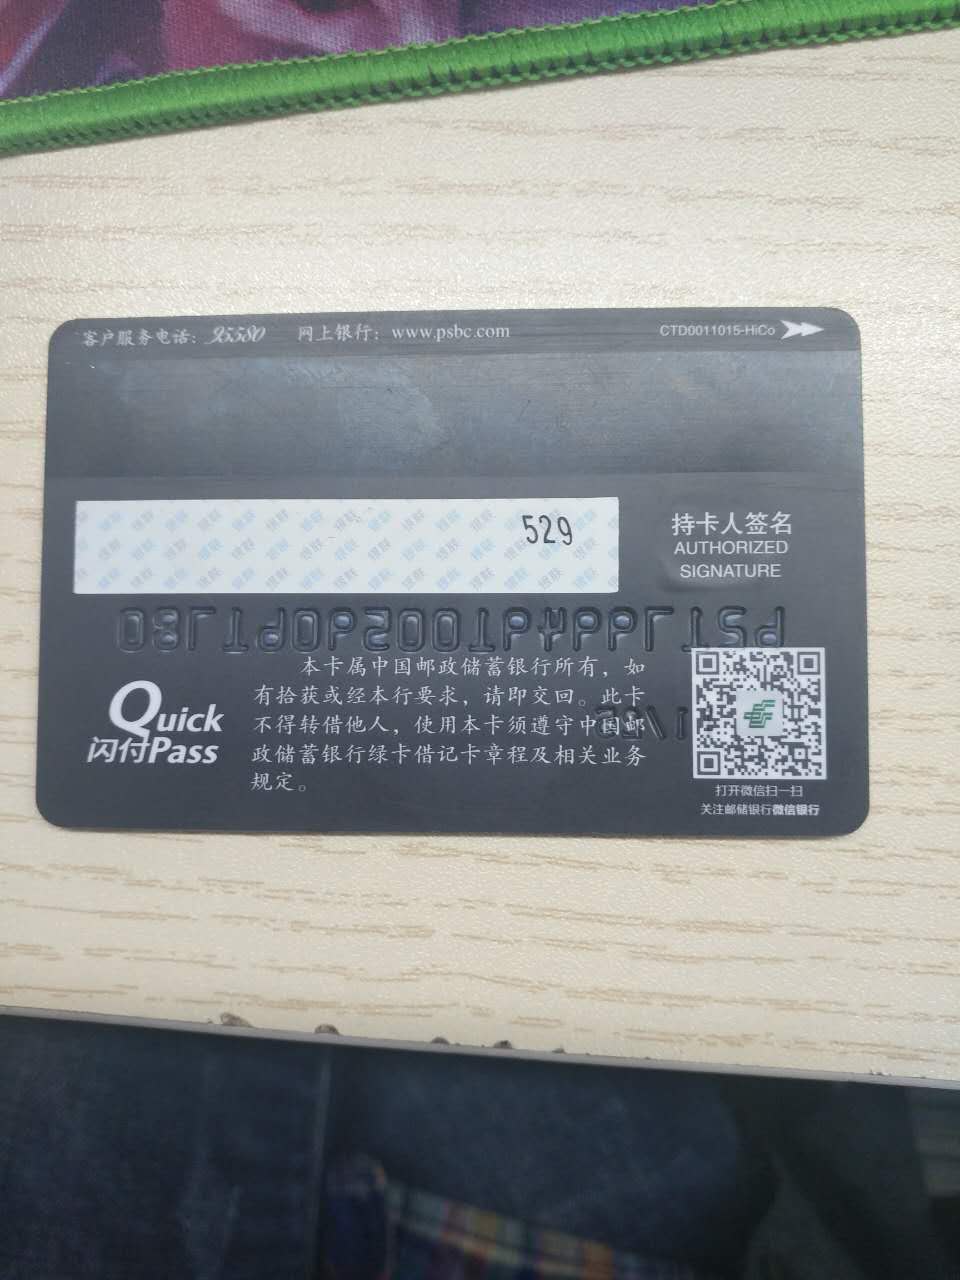 客户服务电话：95580 网上银行：www.psbc.com CTD0011015-HiCo
529
持卡人签名
AUTHORIZED
SIGNATURE
Quick
闪付Pass
本卡属中国邮政储蓄银行所有，如
有拾获或经本行要求，请即交回。此卡
不得转借他人，使用本卡须遵守中国邮
政储蓄银行绿卡借记卡章程及相关业务
规定。
打开微信扫一扫
关注邮储银行微信银行